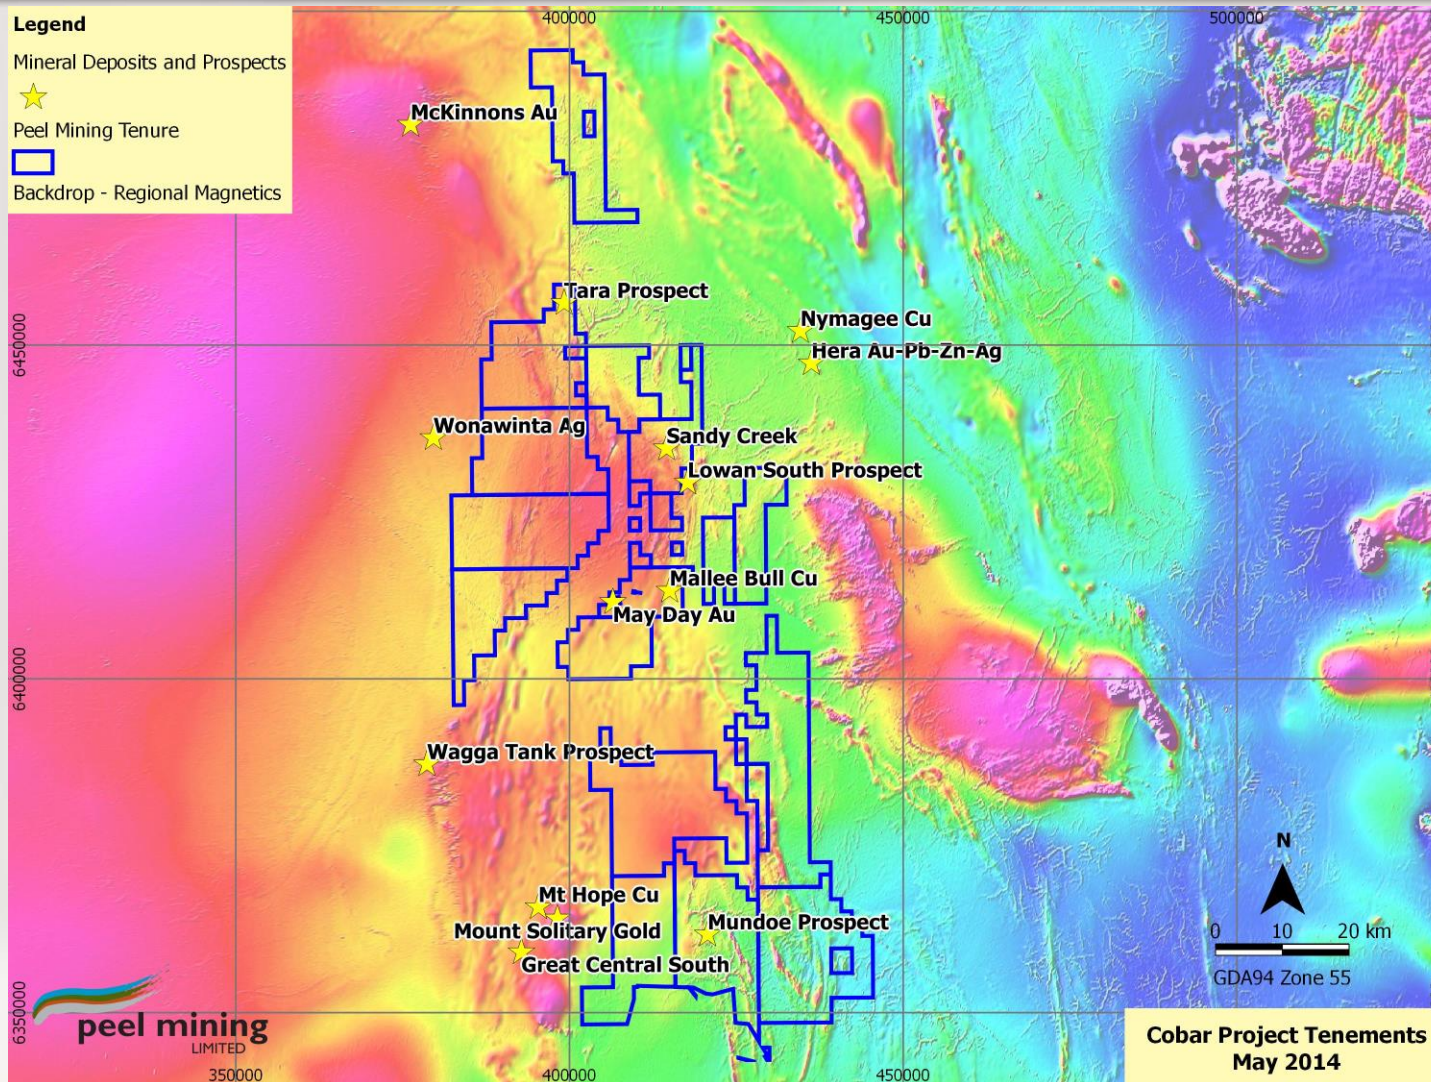 Legend
Mineral Deposits and Prospects
Peel Mining Tenure
Backdrop - Regional Magnetics
400000
450000
500000
McKinnons Au
Tara Prospect
Nymagee Cu
6450000
Hera Au-Pb-Zn-Ag
Wonawinta Ag
Sandy Creek
Lowan South Prospect
Mallee Bull Cu
May Day Au
6400000
Wagga Tank Prospect
N
Mt Hope Cu
Mundoe Prospect
Mount Solitary Gold
0 10 20 km
Great Central South
GDA94 Zone 55
6350000
peel mining
LIMITED
Cobar Project Tenements
May 2014
350000
400000
450000